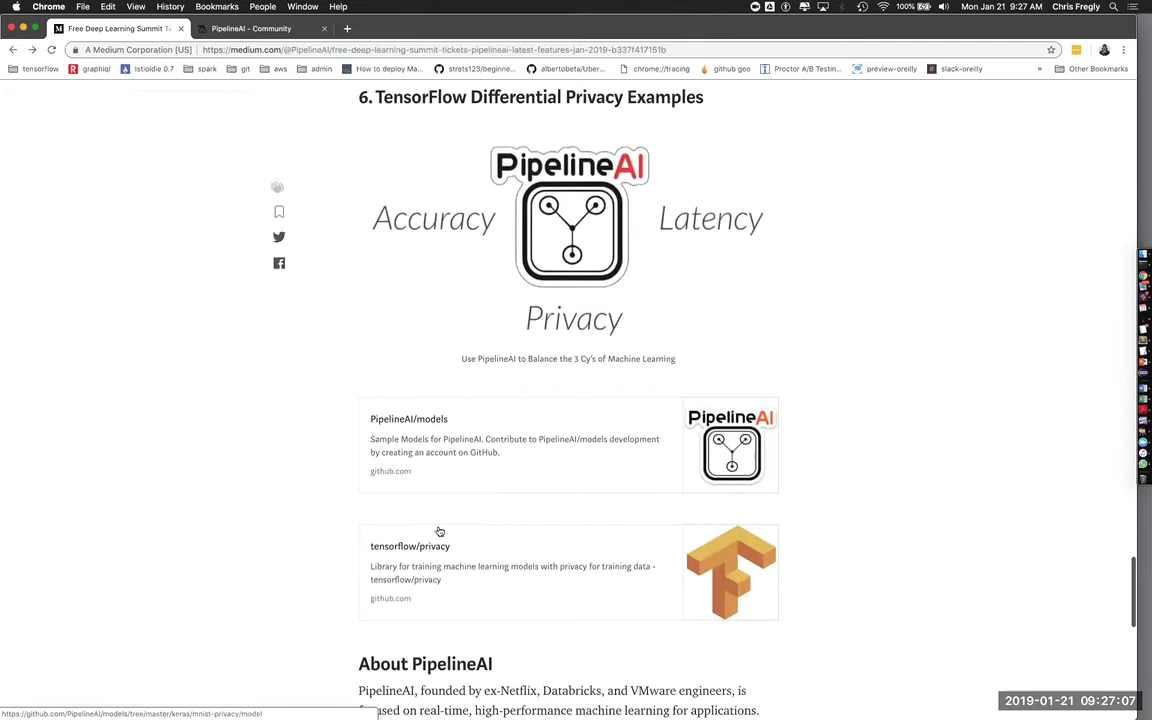 Chrome File Edit View History Bookmarks People Window Help 100% Mon Jan 21 9:27 AM Chris Fregly
Free Deep Learning Summit Ti × PipelineAI - Community × +
A Medium Corporation [US] | https://medium.com/@PipelineAI/free-deep-learning-summit-tickets-pipelineai-latest-features-jan-2019-b337f417151b
tensorflow graphiql istioldie 0.7 spark git aws admin How to deploy Ma... strets123/beginne... albertobeta/Uber... chrome://tracing github geo Proctor A/B Testin... preview-oreilly slack-oreilly » Other Bookmarks
6. TensorFlow Differential Privacy Examples
PipelineAI
Accuracy Latency
Privacy
Use PipelineAI to Balance the 3 Cy's of Machine Learning
PipelineAI/models
Sample Models for PipelineAI. Contribute to PipelineAI/models development
by creating an account on GitHub.
github.com
PipelineAI
tensorflow/privacy
Library for training machine learning models with privacy for training data -
tensorflow/privacy
github.com
About PipelineAI
PipelineAI, founded by ex-Netflix, Databricks, and VMware engineers, is
used on real-time, high-performance machine learning for applications.
https://github.com/PipelineAI/models/tree/master/keras/mnist-privacy/model
2019-01-21 09:27:07